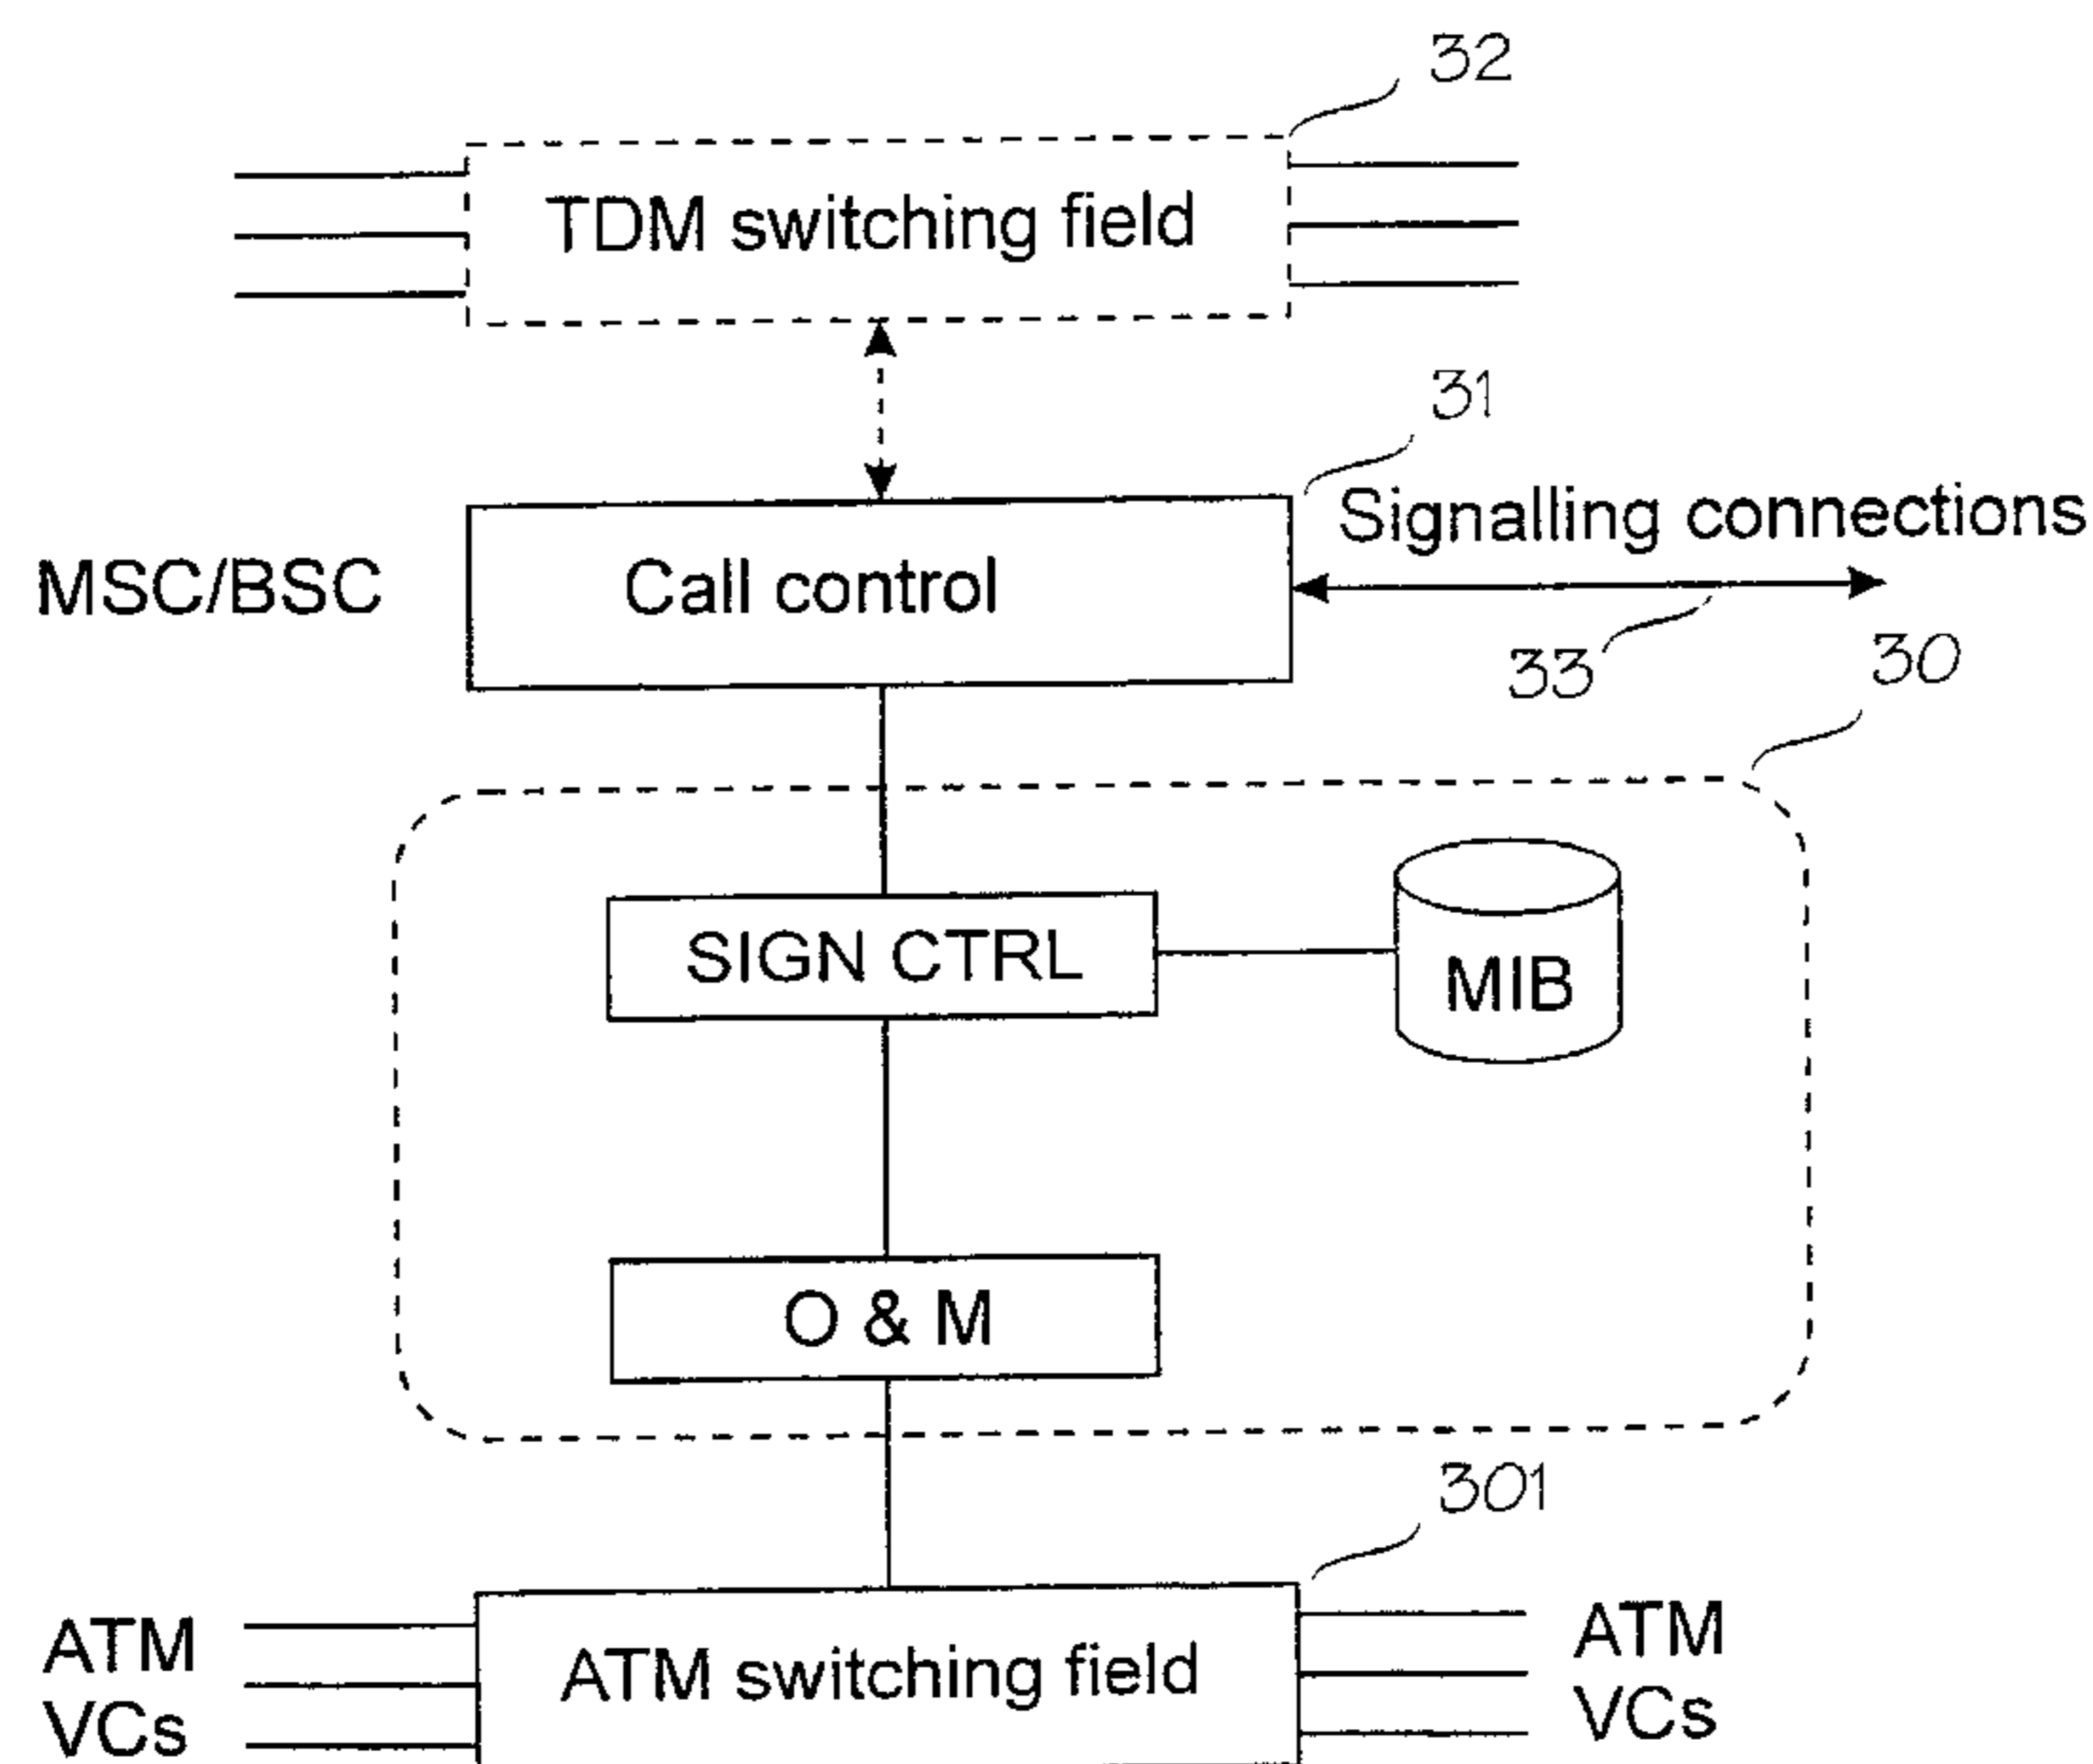 32
TDM switching field
31
Signalling connections
MSC/BSC
Call control
33
30
SIGN CTRL
MIB
O & M
301
ATM
VCs
ATM switching field
ATM
VCs